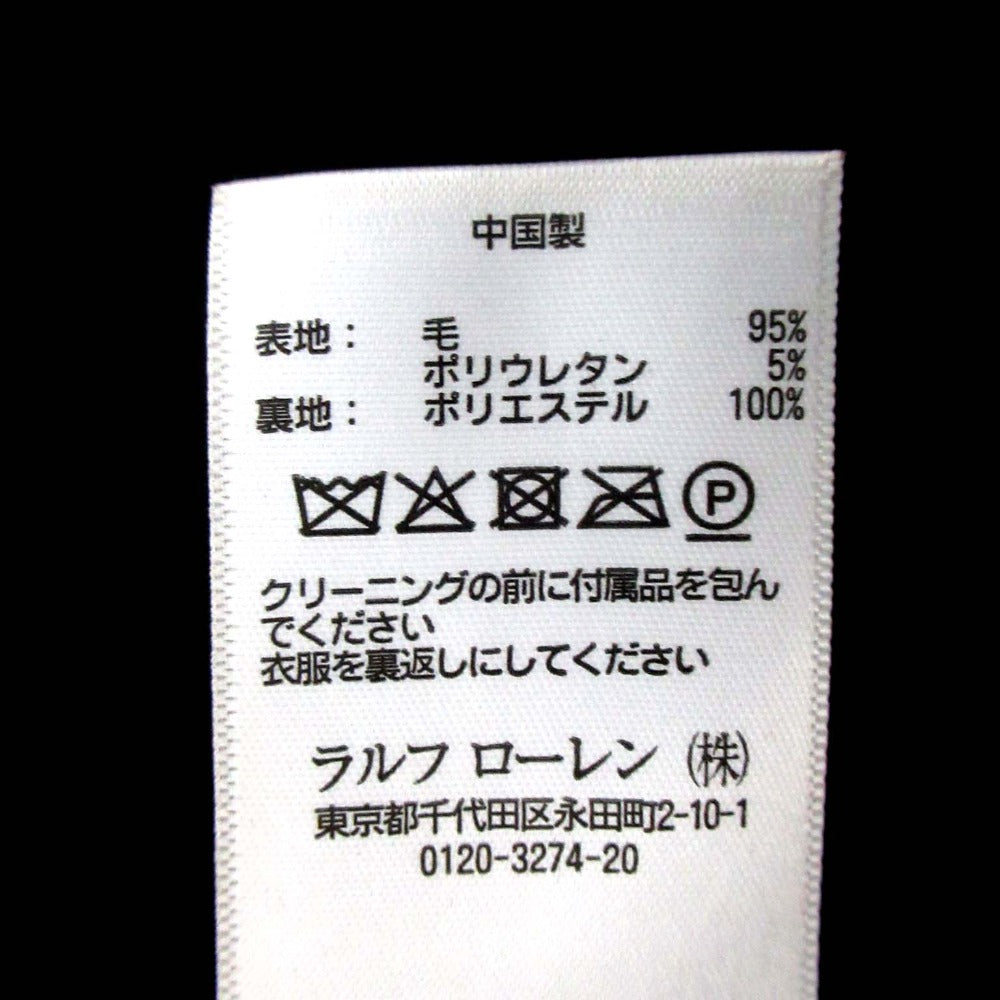 中国製
表地： 毛 95%
ポリウレタン 5%
裏地： ポリエステル 100%
P
クリーニングの前に付属品を包ん
でください
衣服を裏返しにしてください
ラルフ ローレン ㈱
東京都千代田区永田町2-10-1
0120-3274-20